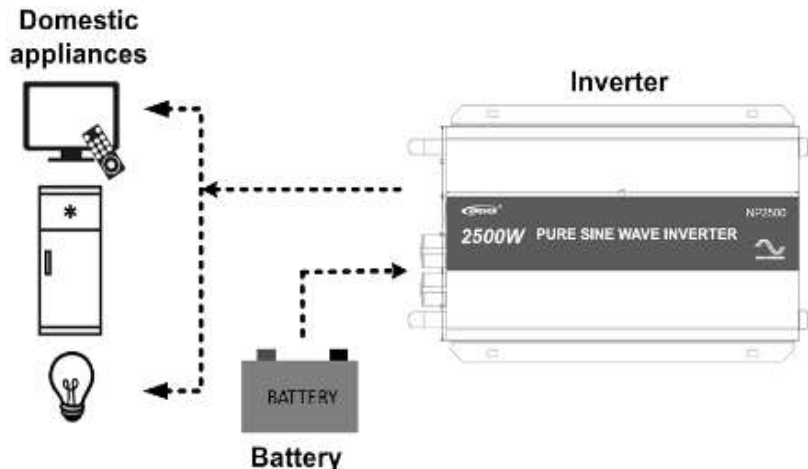 Domestic
appliances
Inverter
NP2500
2500W PURE SINE WAVE INVERTER
BATTERY
Battery